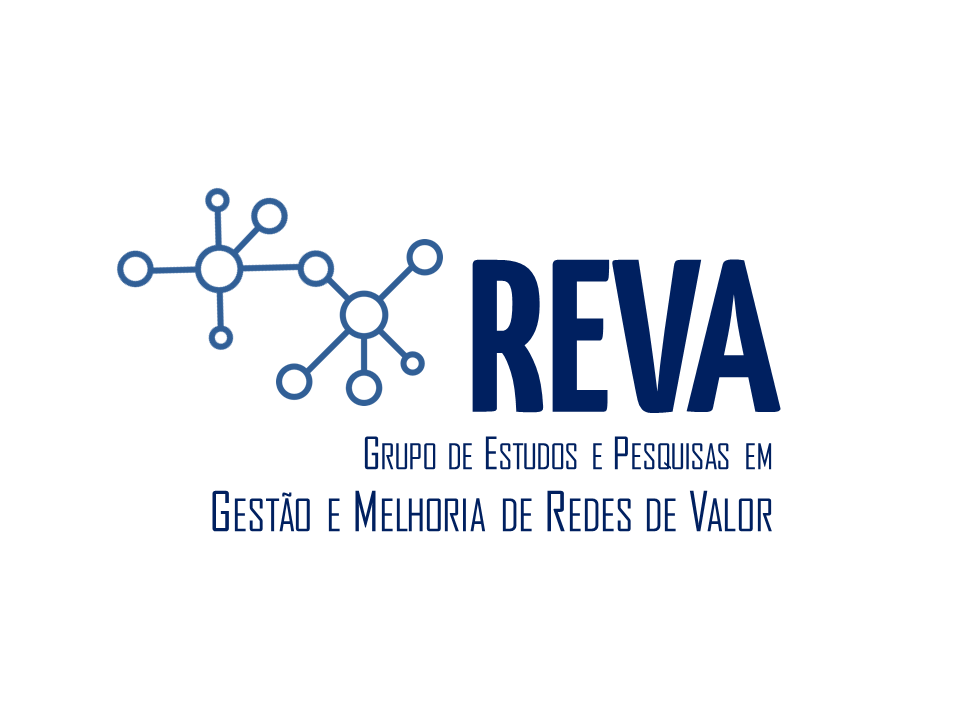 REVA
Grupo de Estudos e Pesquisas em
Gestão e Melhoria de Redes de Valor